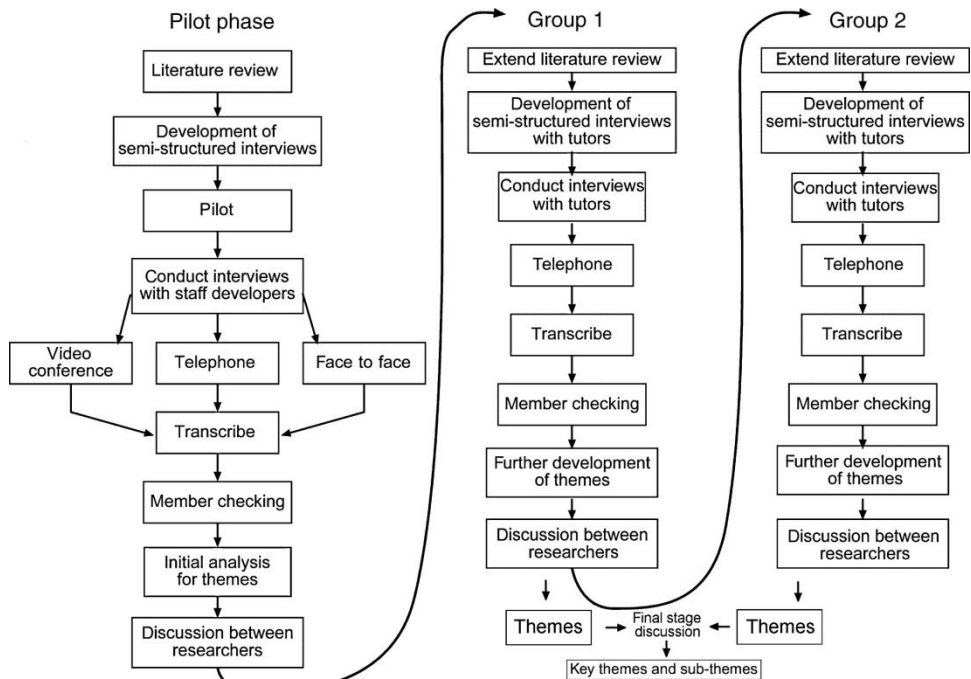 Pilot phase
Literature review
Development of
semi-structured interviews
Pilot
Conduct interviews
with staff developers
Video
conference
Telephone
Face to face
Transcribe
Member checking
Initial analysis
for themes
Discussion between
researchers
Group 1
Extend literature review
Development of
semi-structured interviews
with tutors
Conduct interviews
with tutors
Telephone
Transcribe
Member checking
Further development
of themes
Discussion between
researchers
Themes
Group 2
Extend literature review
Development of
semi-structured interviews
with tutors
Conduct interviews
with tutors
Telephone
Transcribe
Member checking
Further development
of themes
Discussion between
researchers
Themes
Final stage
discussion
Key themes and sub-themes